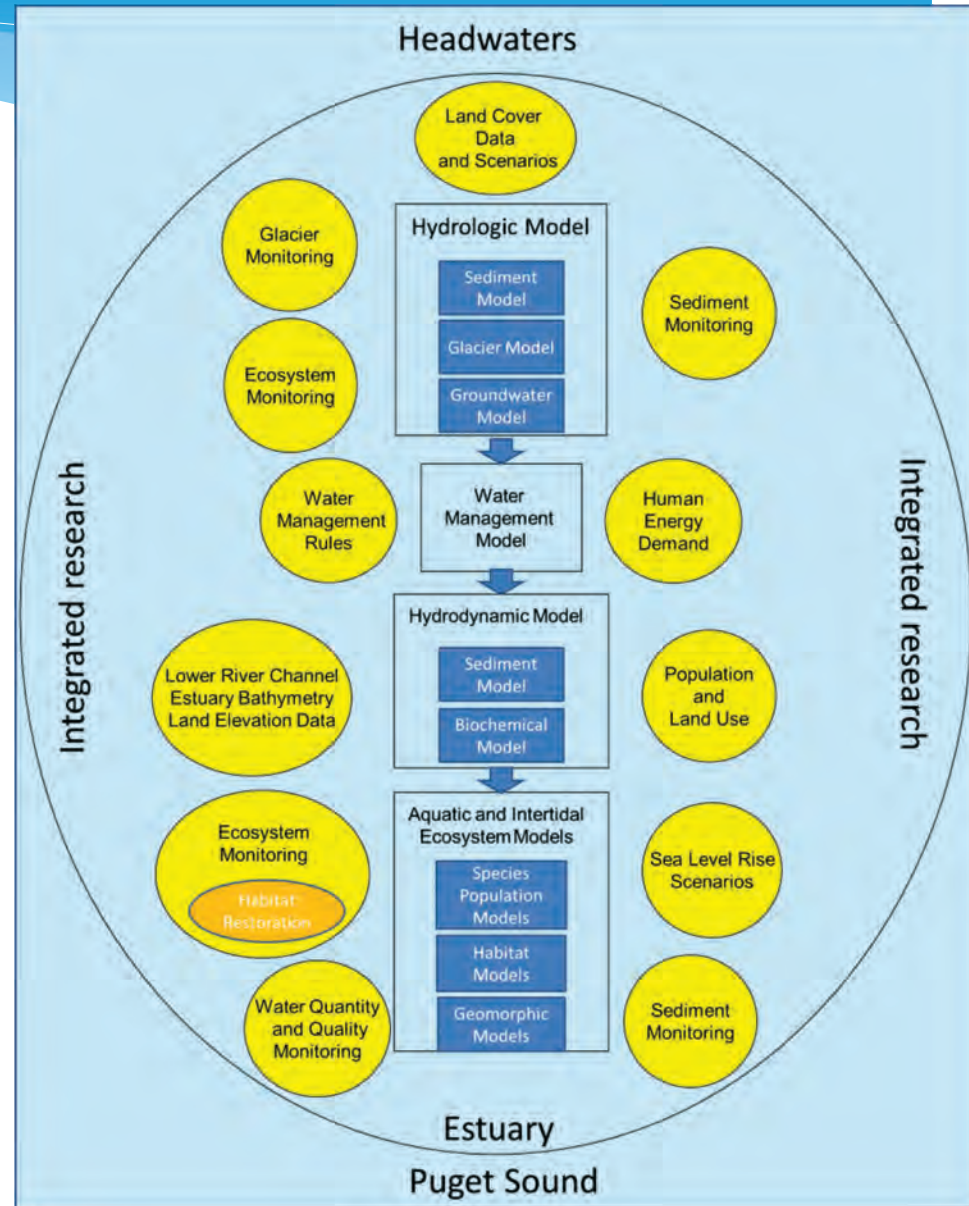 Headwaters
Land Cover
Data
and Scenarios
Glacier
Monitoring
Hydrologic Model
Sediment
Model
Glacier Model
Groundwater
Model
Sediment
Monitoring
Ecosystem
Monitoring
Water
Management
Rules
Water
Management
Model
Human
Energy
Demand
Integrated research
Integrated research
Hydrodynamic Model
Sediment
Model
Biochemical
Model
Lower River Channel
Estuary Bathymetry
Land Elevation Data
Population
and
Land Use
Aquatic and Intertidal
Ecosystem Models
Species
Population
Models
Habitat
Models
Geomorphic
Models
Ecosystem
Monitoring
Habitat
Restoration
Sea Level Rise
Scenarios
Water Quantity
and Quality
Monitoring
Sediment
Monitoring
Estuary
Puget Sound